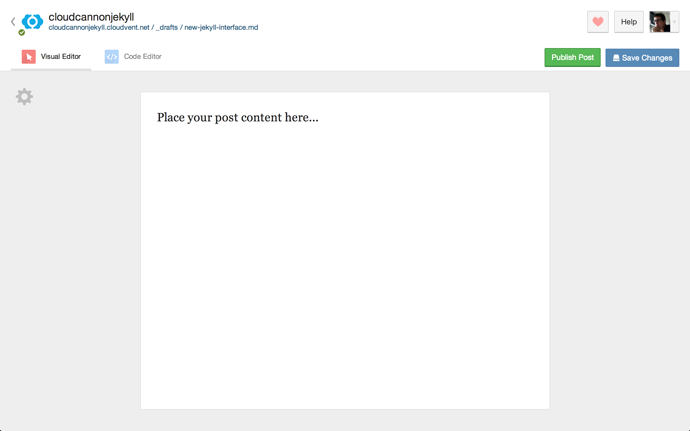 cloudcannonjekyll
cloudcannonjekyll.cloudvent.net / _drafts / new-jekyll-interface.md
Help
Visual Editor
</> Code Editor
Publish Post
Save Changes
Place your post content here...